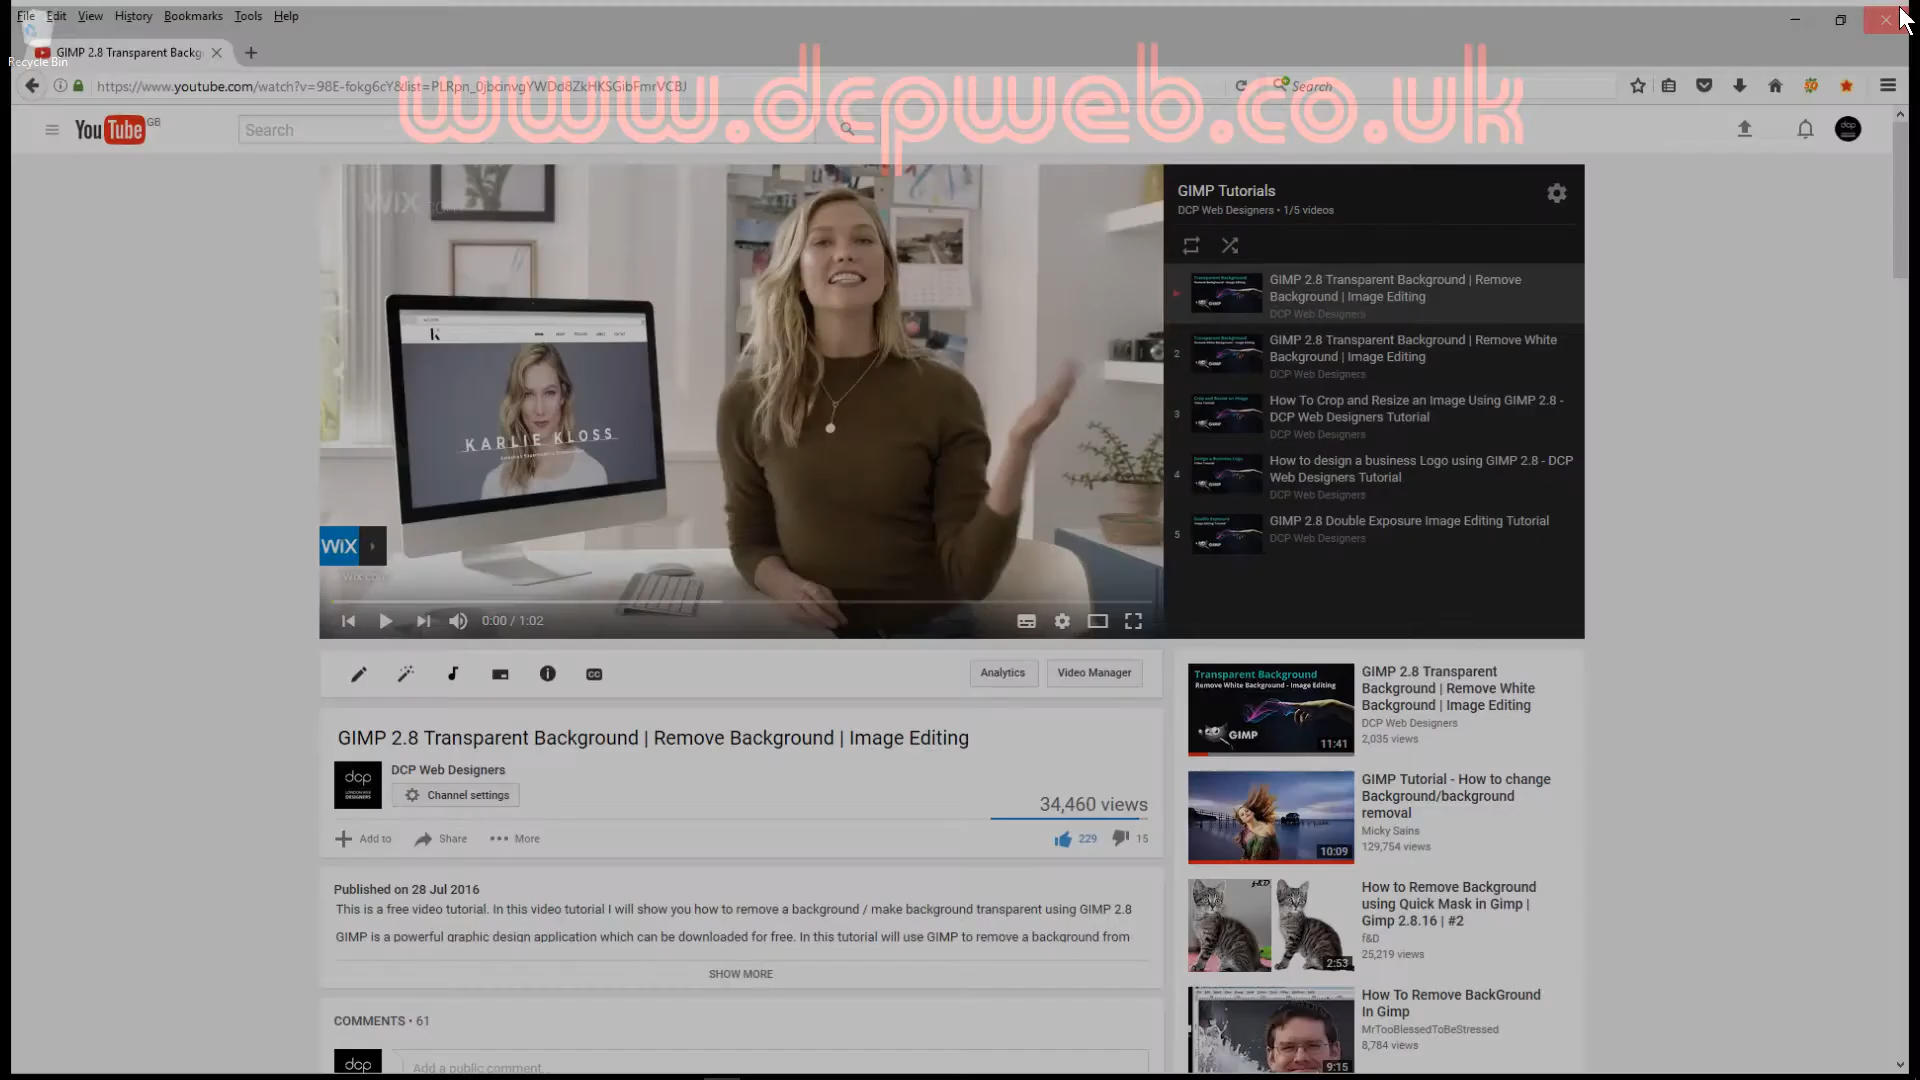 File Edit View History Bookmarks Tools Help
GIMP 2.8 Transparent Backg
Recycle Bin
https://www.youtube.com/watch?v=98E-fokg6cY&list=PLRpn_0jbcinvgYWDd8ZkHKSGibFmrVCBJ
Search
www.dcpweb.co.uk
YouTube GB
Search
WiX.com
GIMP Tutorials
DCP Web Designers • 1/5 videos
GIMP 2.8 Transparent Background | Remove
Background | Image Editing
DCP Web Designers
2
GIMP 2.8 Transparent Background | Remove White
Background | Image Editing
DCP Web Designers
3
How To Crop and Resize an Image Using GIMP 2.8 -
DCP Web Designers Tutorial
DCP Web Designers
4
How to design a business Logo using GIMP 2.8 - DCP
Web Designers Tutorial
DCP Web Designers
5
GIMP 2.8 Double Exposure Image Editing Tutorial
DCP Web Designers
KARLIE KLOSS
WiX
Wix.com
0:00 / 1:02
Analytics
Video Manager
GIMP 2.8 Transparent Background | Remove Background | Image Editing
dcp
DCP Web Designers
Channel settings
34,460 views
Add to
Share
More
229
15
Published on 28 Jul 2016
This is a free video tutorial. In this video tutorial I will show you how to remove a background / make background transparent using GIMP 2.8
GIMP is a powerful graphic design application which can be downloaded for free. In this tutorial will use GIMP to remove a background from
SHOW MORE
COMMENTS • 61
dcp
Add a public comment...
Transparent Background
Remove White Background - Image Editing
GIMP
11:41
GIMP 2.8 Transparent
Background | Remove White
Background | Image Editing
DCP Web Designers
2,035 views
10:09
GIMP Tutorial - How to change
Background/background
removal
Micky Sains
129,754 views
2:53
How to Remove Background
using Quick Mask in Gimp |
Gimp 2.8.16 | #2
f&D
25,219 views
9:15
How To Remove BackGround
In Gimp
MrTooBlessedToBeStressed
8,784 views